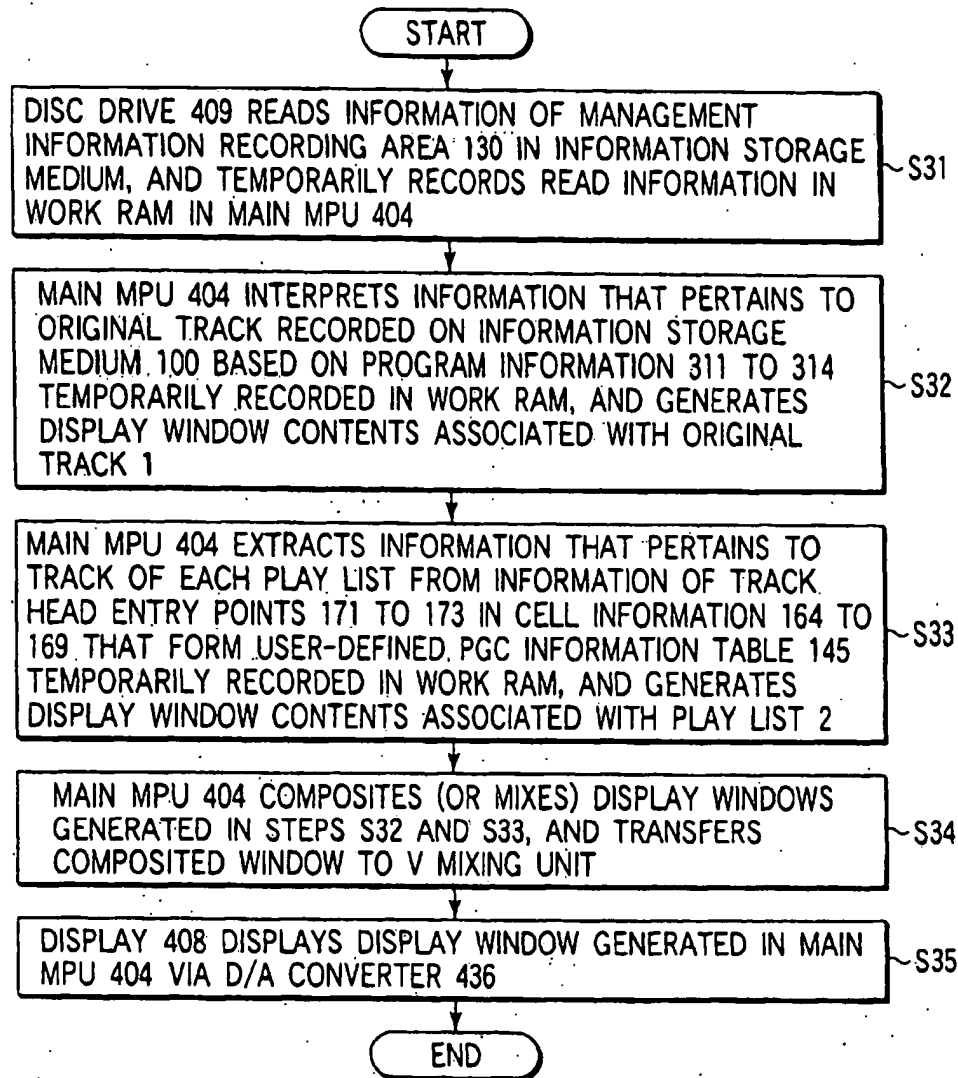 START
DISC DRIVE 409 READS INFORMATION OF MANAGEMENT
INFORMATION RECORDING AREA 130 IN INFORMATION STORAGE
MEDIUM, AND TEMPORARILY RECORDS READ INFORMATION IN
WORK RAM IN MAIN MPU 404
S31
MAIN MPU 404 INTERPRETS INFORMATION THAT PERTAINS TO
ORIGINAL TRACK RECORDED ON INFORMATION STORAGE
MEDIUM 100 BASED ON PROGRAM INFORMATION 311 TO 314
TEMPORARILY RECORDED IN WORK RAM, AND GENERATES
DISPLAY WINDOW CONTENTS ASSOCIATED WITH ORIGINAL
TRACK 1
S32
MAIN MPU 404 EXTRACTS INFORMATION THAT PERTAINS TO
TRACK OF EACH PLAY LIST FROM INFORMATION OF TRACK
HEAD ENTRY POINTS 171 TO 173 IN CELL INFORMATION 164 TO
169 THAT FORM USER-DEFINED PGC INFORMATION TABLE 145
TEMPORARILY RECORDED IN WORK RAM, AND GENERATES
DISPLAY WINDOW CONTENTS ASSOCIATED WITH PLAY LIST 2
S33
MAIN MPU 404 COMPOSITES (OR MIXES) DISPLAY WINDOWS
GENERATED IN STEPS S32 AND S33, AND TRANSFERS
COMPOSITED WINDOW TO V MIXING UNIT
S34
DISPLAY 408 DISPLAYS DISPLAY WINDOW GENERATED IN MAIN
MPU 404 VIA D/A CONVERTER 436
S35
END